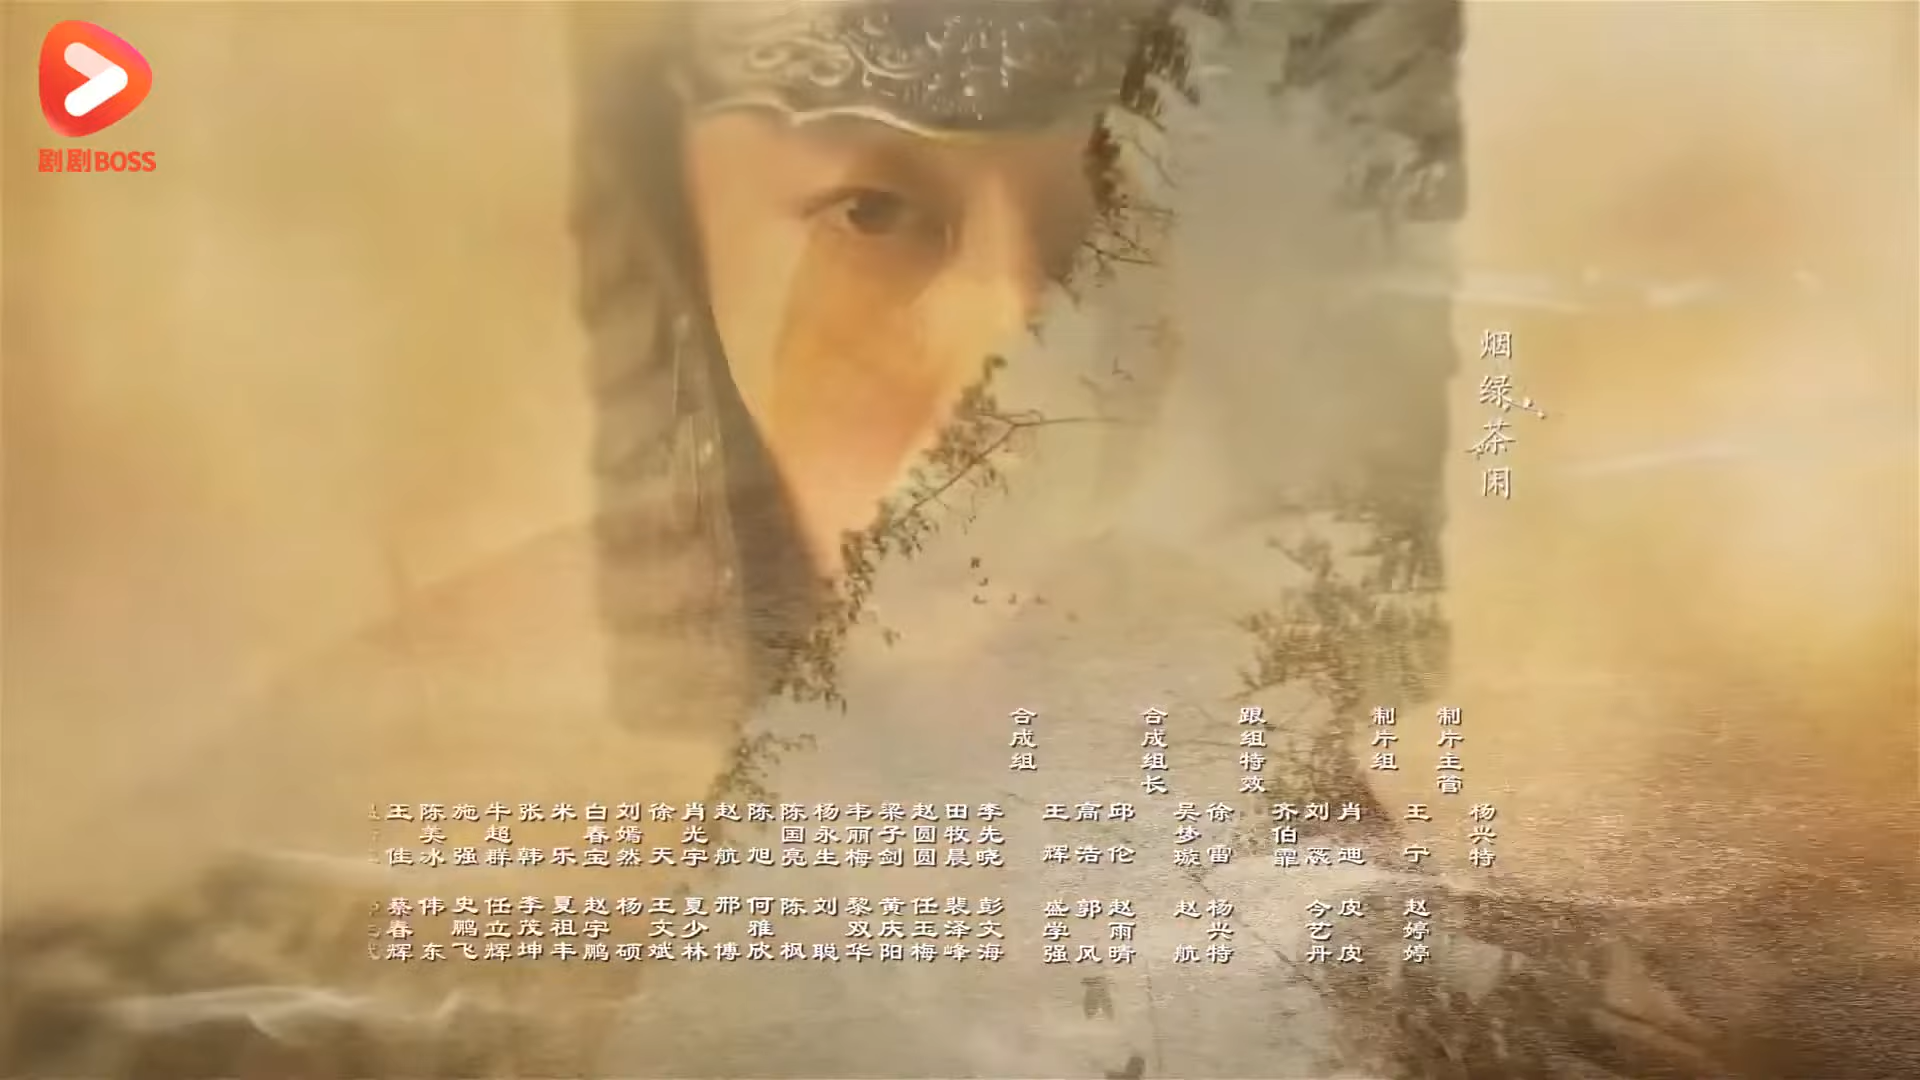 剧剧BOSS
烟绿茶闲
制片主管
制片组
跟组特效
合成组长
合成组
杨兴特
王宁
肖迪
刘薇
齐伯霏
徐雷
吴梦璇
邱伦
高浩
王辉
李先晓
田牧晨
赵圆圆
梁子剑
韦丽梅
杨永生
陈国亮
陈旭
赵航
肖光宇
徐天
刘嫣然
白春宝
米乐
张韩
牛超群
施强
陈美冰
王佳
赵婷婷
皮皮
今艺丹
杨兴特
赵航
赵雨晴
郭风
盛学强
彭文海
裴泽峰
任玉梅
黄庆阳
黎双华
刘聪
陈枫
何雅欣
邢博
夏少林
王文斌
杨硕
赵宇鹏
夏祖丰
李茂坤
任立辉
史鹏飞
伟东
蔡春辉